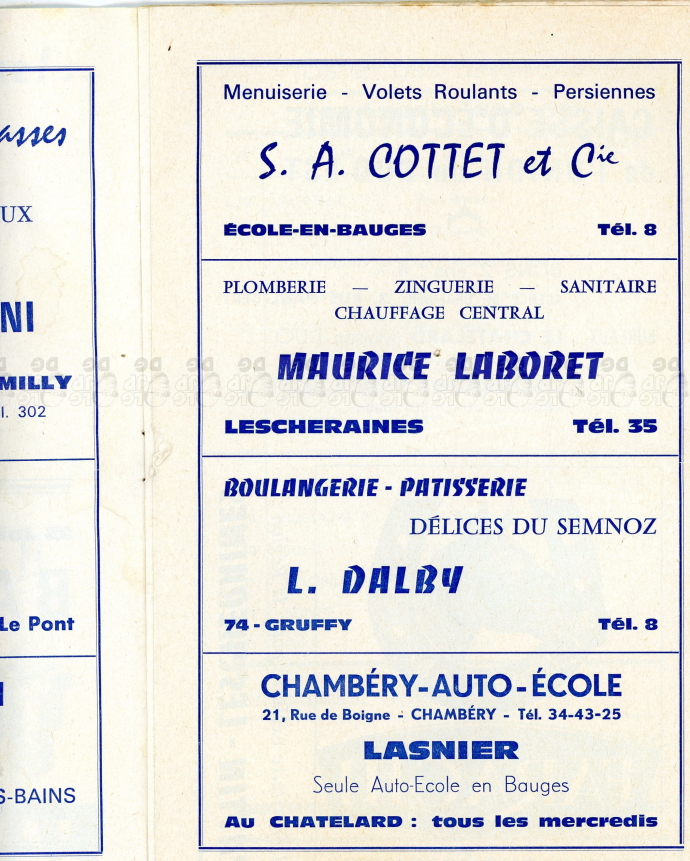 asses
UX
NI
MILLY
l. 302
Le Pont
S-BAINS
Menuiserie - Volets Roulants - Persiennes
S. A. COTTET et Cie
ÉCOLE-EN-BAUGES Tél. 8
PLOMBERIE — ZINGUERIE — SANITAIRE
CHAUFFAGE CENTRAL
MAURICE LABORET
LESCHERAINES Tél. 35
BOULANGERIE - PATISSERIE
DÉLICES DU SEMNOZ
L. DALBY
74 - GRUFFY Tél. 8
CHAMBÉRY-AUTO-ÉCOLE
21, Rue de Boigne - CHAMBÉRY - Tél. 34-43-25
LASNIER
Seule Auto-Ecole en Bauges
AU CHATELARD : tous les mercredis